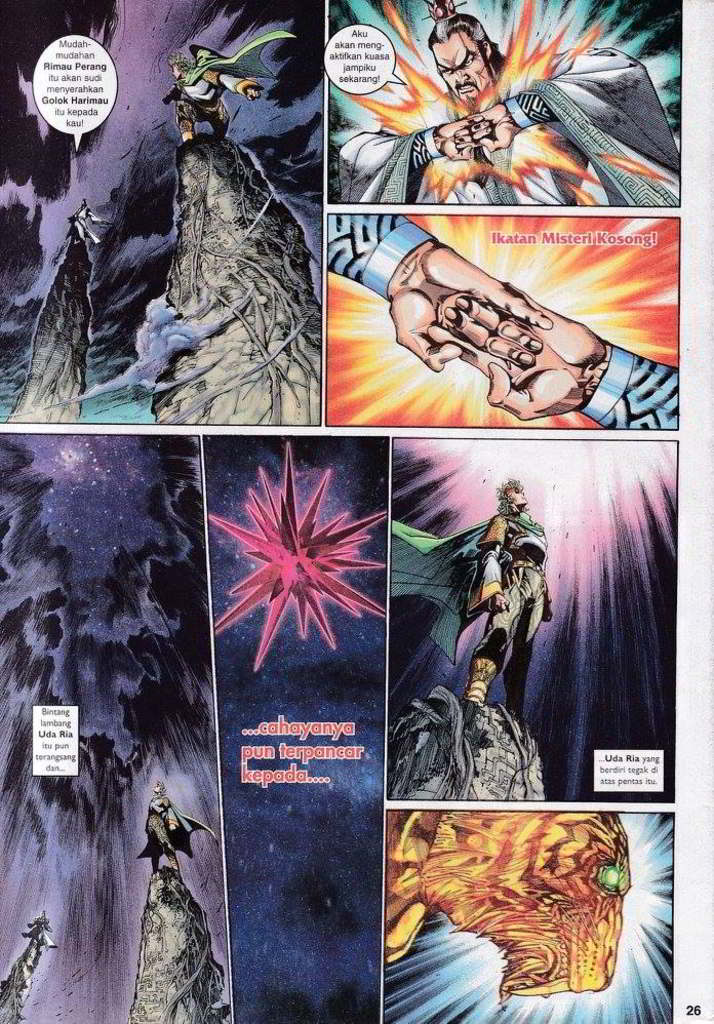 Mudah-
mudahan
Rimau Perang
itu akan sudi
menyerahkan
Golok Harimau
itu kepada
kau!
Aku
akan meng-
aktifkan kuasa
jampiku
sekarang!
Ikatan Misteri Kosong!
Bintang
lambang
Uda Ria
itu pun
terangsang
dan...
...cahayanya
pun terpancar
kepada....
...Uda Ria yang
berdiri tegak di
atas pentas itu.
26